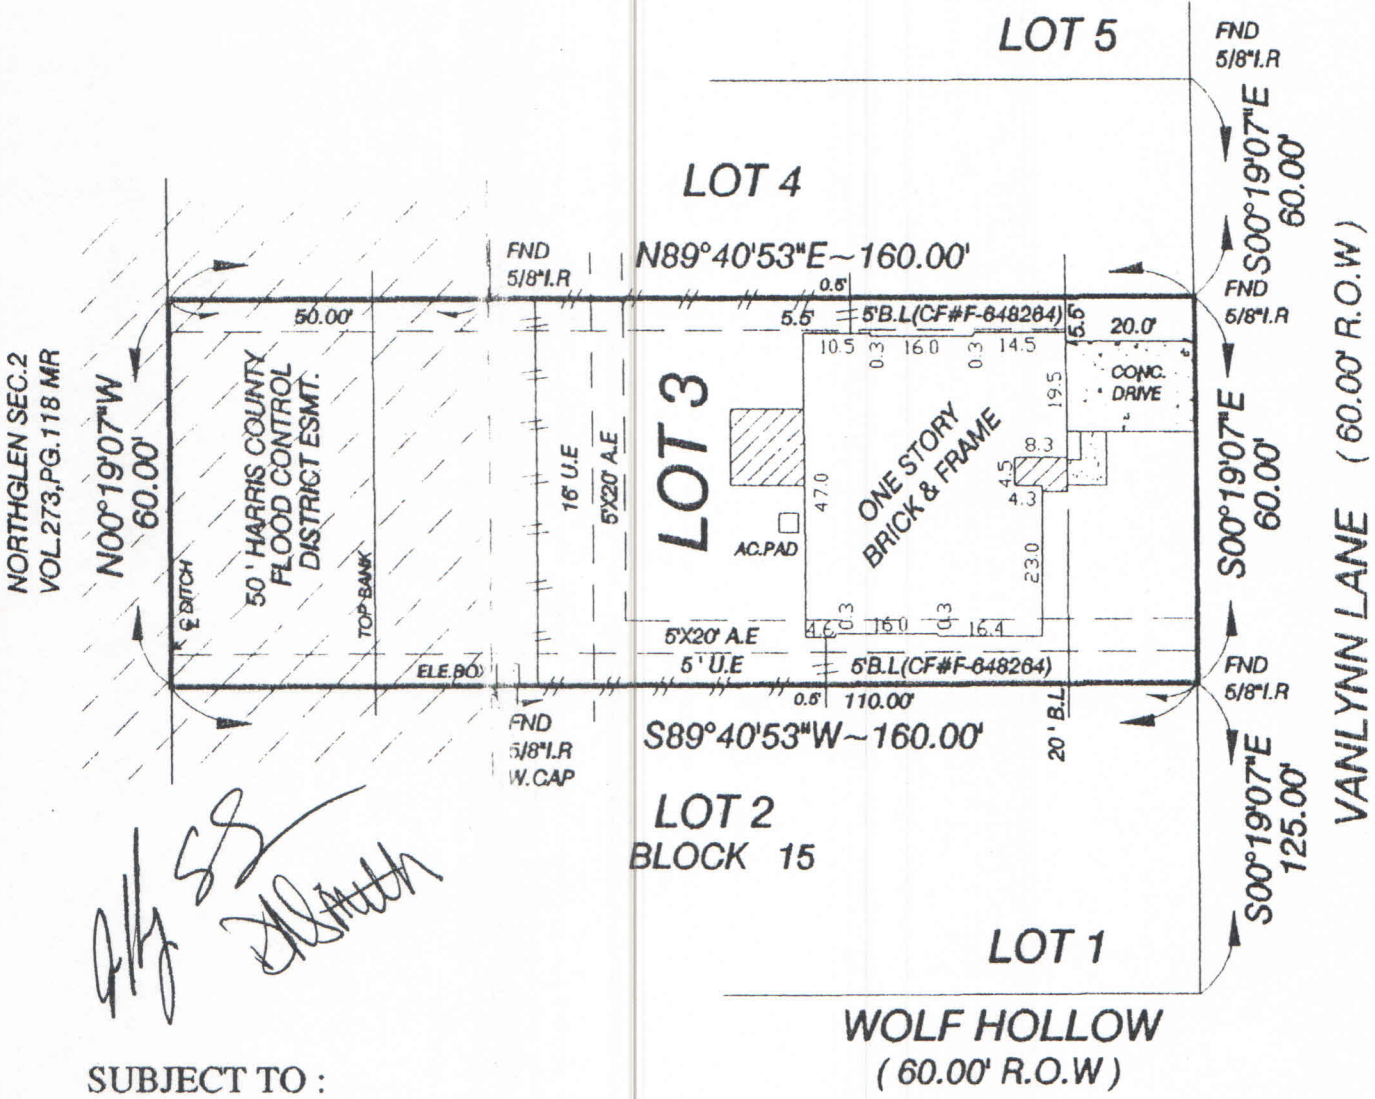 LOT 5
FND
5/8"I.R
S00°19'07"E
60.00'
LOT 4
FND
5/8"I.R
N89°40'53"E~160.00'
FND
5/8"I.R
NORTHGLEN SEC.2
VOL.273,PG.118 MR
N00°19'07"W
60.00'
50.00'
0.5'
5.5'
5'B.L(CF#F-648264)
5.5
20.0'
10.5
0.3
16.0
0.3
14.5
CONC.
DRIVE
19.5
50' HARRIS COUNTY
FLOOD CONTROL
DISTRICT ESMT.
℄ DITCH
TOP BANK
16' U.E
5'X20' A.E
LOT 3
47.0
ONE STORY
BRICK & FRAME
8.3
4.5
4.3
23.0
AC.PAD
S00°19'07"E
60.00'
VANLYNN LANE (60.00' R.O.W)
4.6
0.3
16.0
0.3
16.4
5'X20' A.E
5' U.E
5'B.L(CF#F-648264)
ELE.BO
0.5'
110.00'
20' B.L
FND
5/8"I.R
FND
5/8"I.R
W.CAP
S89°40'53"W~160.00'
S00°19'07"E
125.00'
LOT 2
BLOCK 15
LOT 1
WOLF HOLLOW
(60.00' R.O.W)
SUBJECT TO :